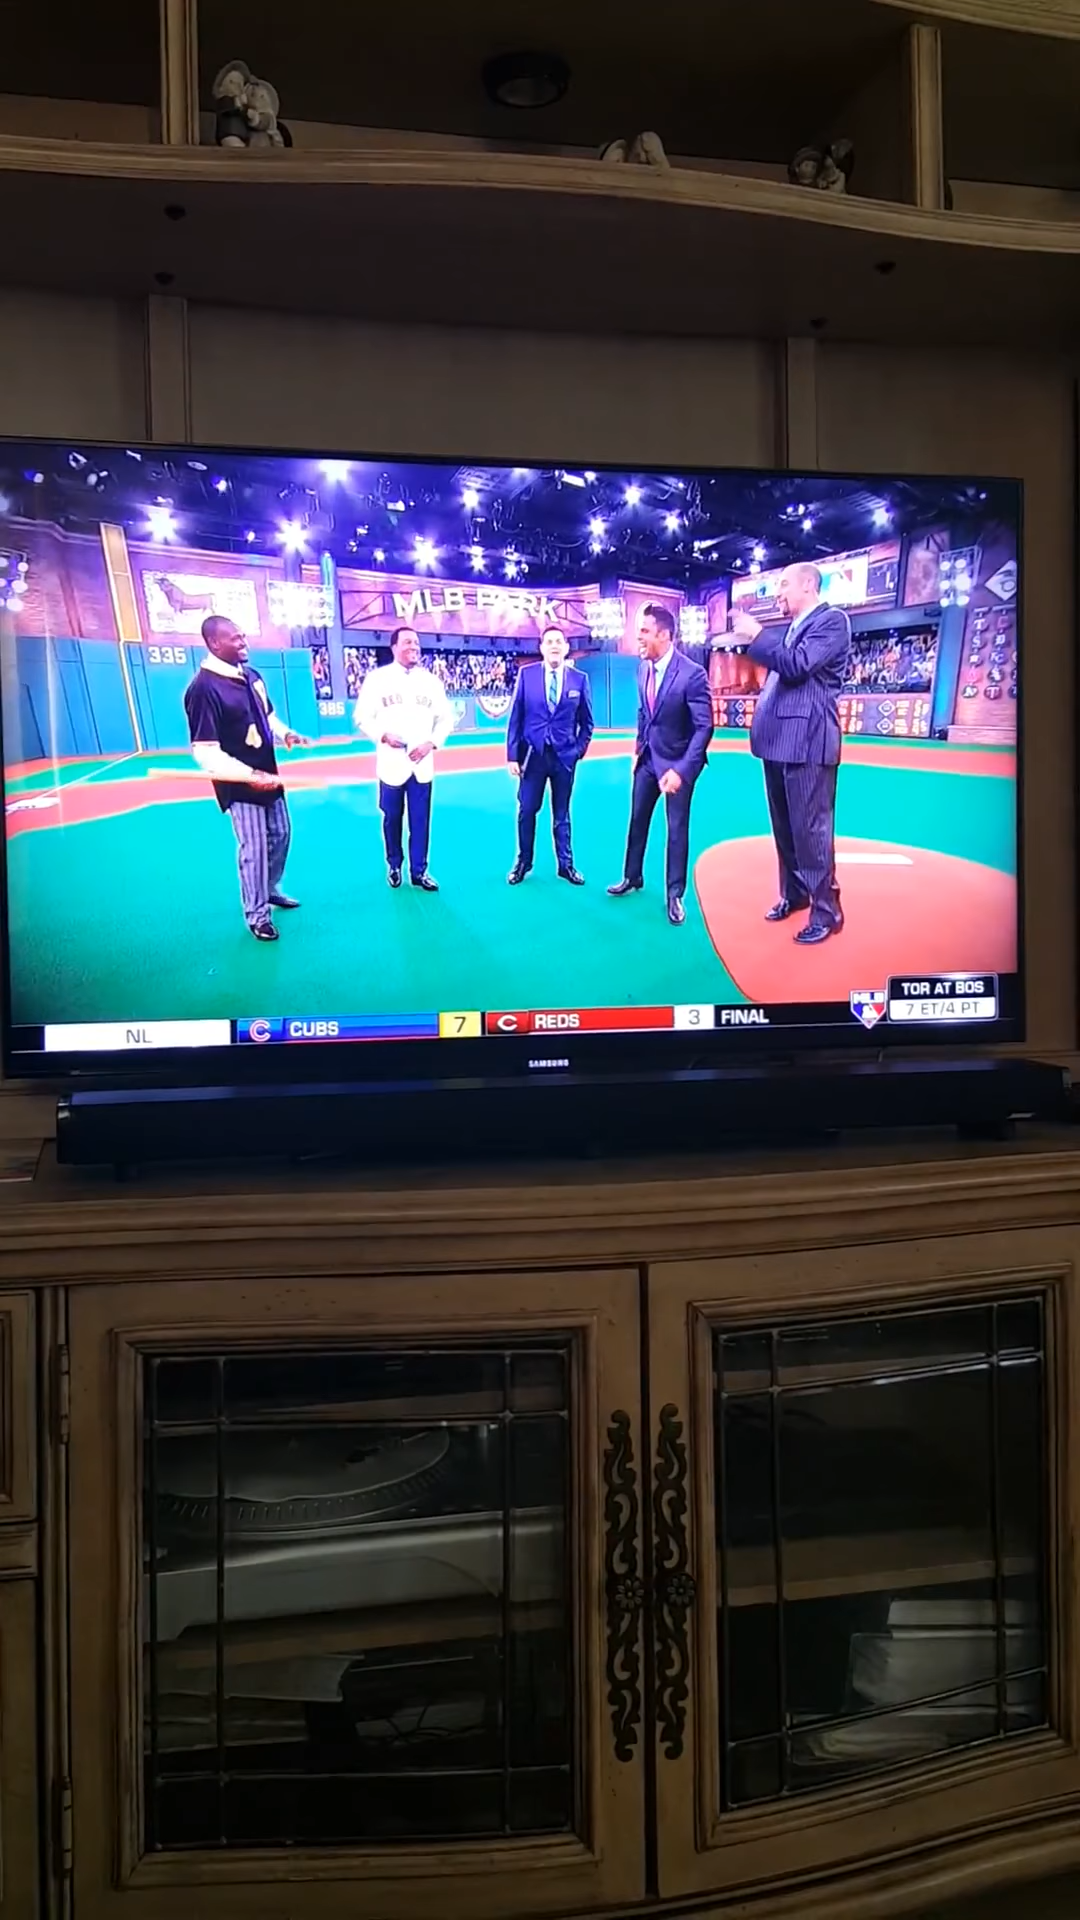 MLB PARK
335
385
RED SOX
4
TOR AT BOS
7 ET/4 PT
NL
C CUBS 7
C REDS 3 FINAL
MLB
SAMSUNG